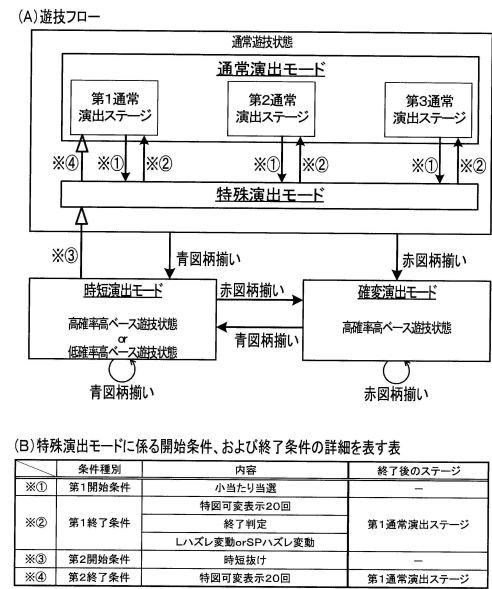 (A)遊技フロー
通常遊技状態
通常演出モード
第1通常
演出ステージ
第2通常
演出ステージ
第3通常
演出ステージ
※④ ※① ※② ※① ※② ※① ※②
特殊演出モード
※③ 青図柄揃い 赤図柄揃い
時短演出モード
高確率高ベース遊技状態
or
低確率高ベース遊技状態
赤図柄揃い
青図柄揃い
確変演出モード
高確率高ベース遊技状態
青図柄揃い 赤図柄揃い
(B)特殊演出モードに係る開始条件、および終了条件の詳細を表す表
条件種別 内容 終了後のステージ
※① 第1開始条件 小当たり当選 −
※② 第1終了条件 特図可変表示20回 第1通常演出ステージ
終了判定
Lハズレ変動orSPハズレ変動
※③ 第2開始条件 時短抜け −
※④ 第2終了条件 特図可変表示20回 第1通常演出ステージ